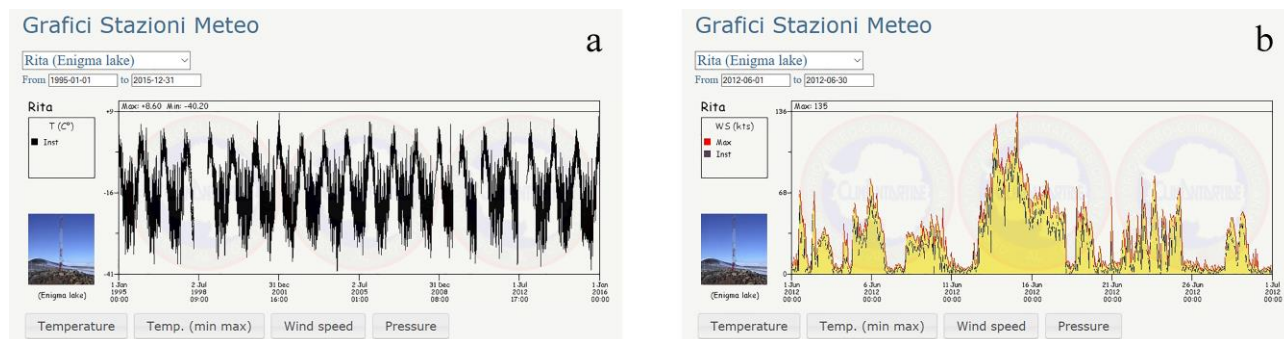 Grafici Stazioni Meteo
a
Rita (Enigma lake)
From 1995-01-01 to 2015-12-31
Rita
T (C°)
Inst
Max: +8.60 Min: -40.20
+9
-16
-41
1 Jan 1995 00:00
2 Jul 1998 09:00
31 Dec 2001 16:00
2 Jul 2005 00:00
31 Dec 2008 08:00
2 Jul 2012 17:00
1 Jan 2016 00:00
(Enigma lake)
Temperature
Temp. (min max)
Wind speed
Pressure
Grafici Stazioni Meteo
b
Rita (Enigma lake)
From 2012-06-01 to 2012-06-30
Rita
WS (kts)
Max
Inst
Max: 135
136
68
0
1 Jun 2012 00:00
6 Jun 2012 00:00
11 Jun 2012 00:00
16 Jun 2012 00:00
21 Jun 2012 00:00
26 Jun 2012 00:00
1 Jul 2012 00:00
(Enigma lake)
Temperature
Temp. (min max)
Wind speed
Pressure